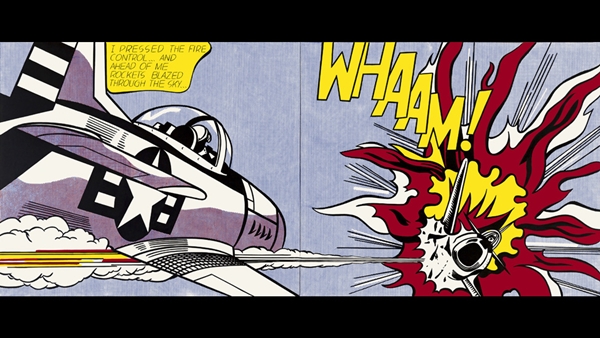 I PRESSED THE FIRE
CONTROL... AND
AHEAD OF ME
ROCKETS BLAZED
THROUGH THE SKY...
WHAAM!